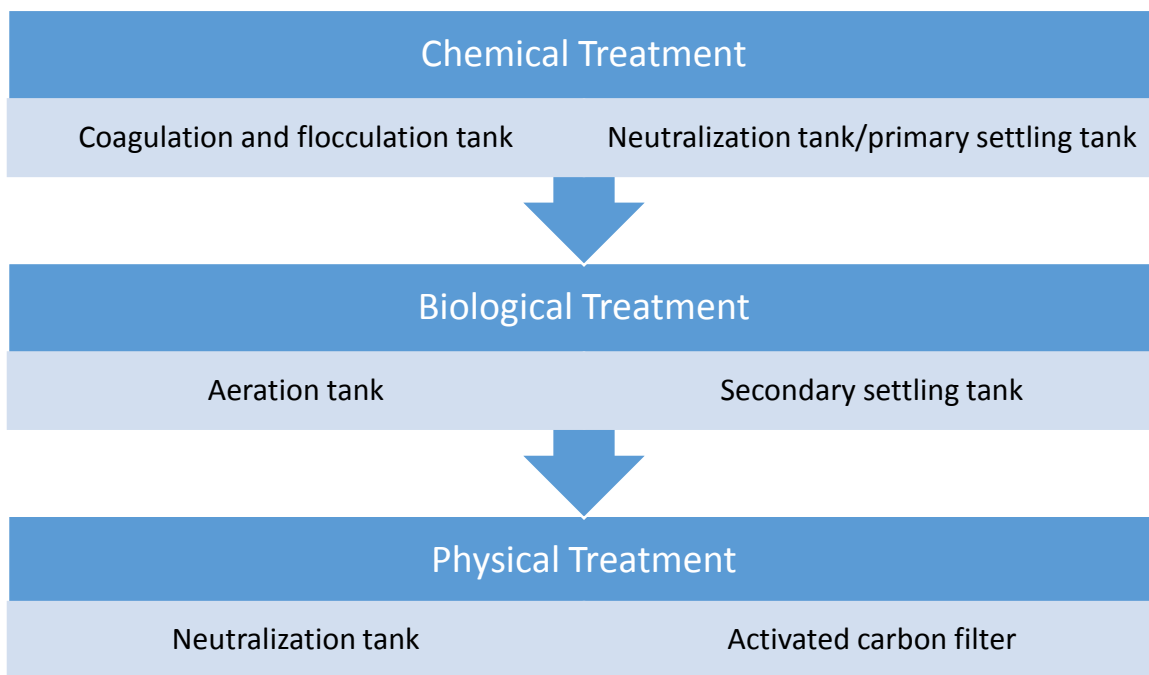 Chemical Treatment
Coagulation and flocculation tank
Neutralization tank/primary settling tank
Biological Treatment
Aeration tank
Secondary settling tank
Physical Treatment
Neutralization tank
Activated carbon filter